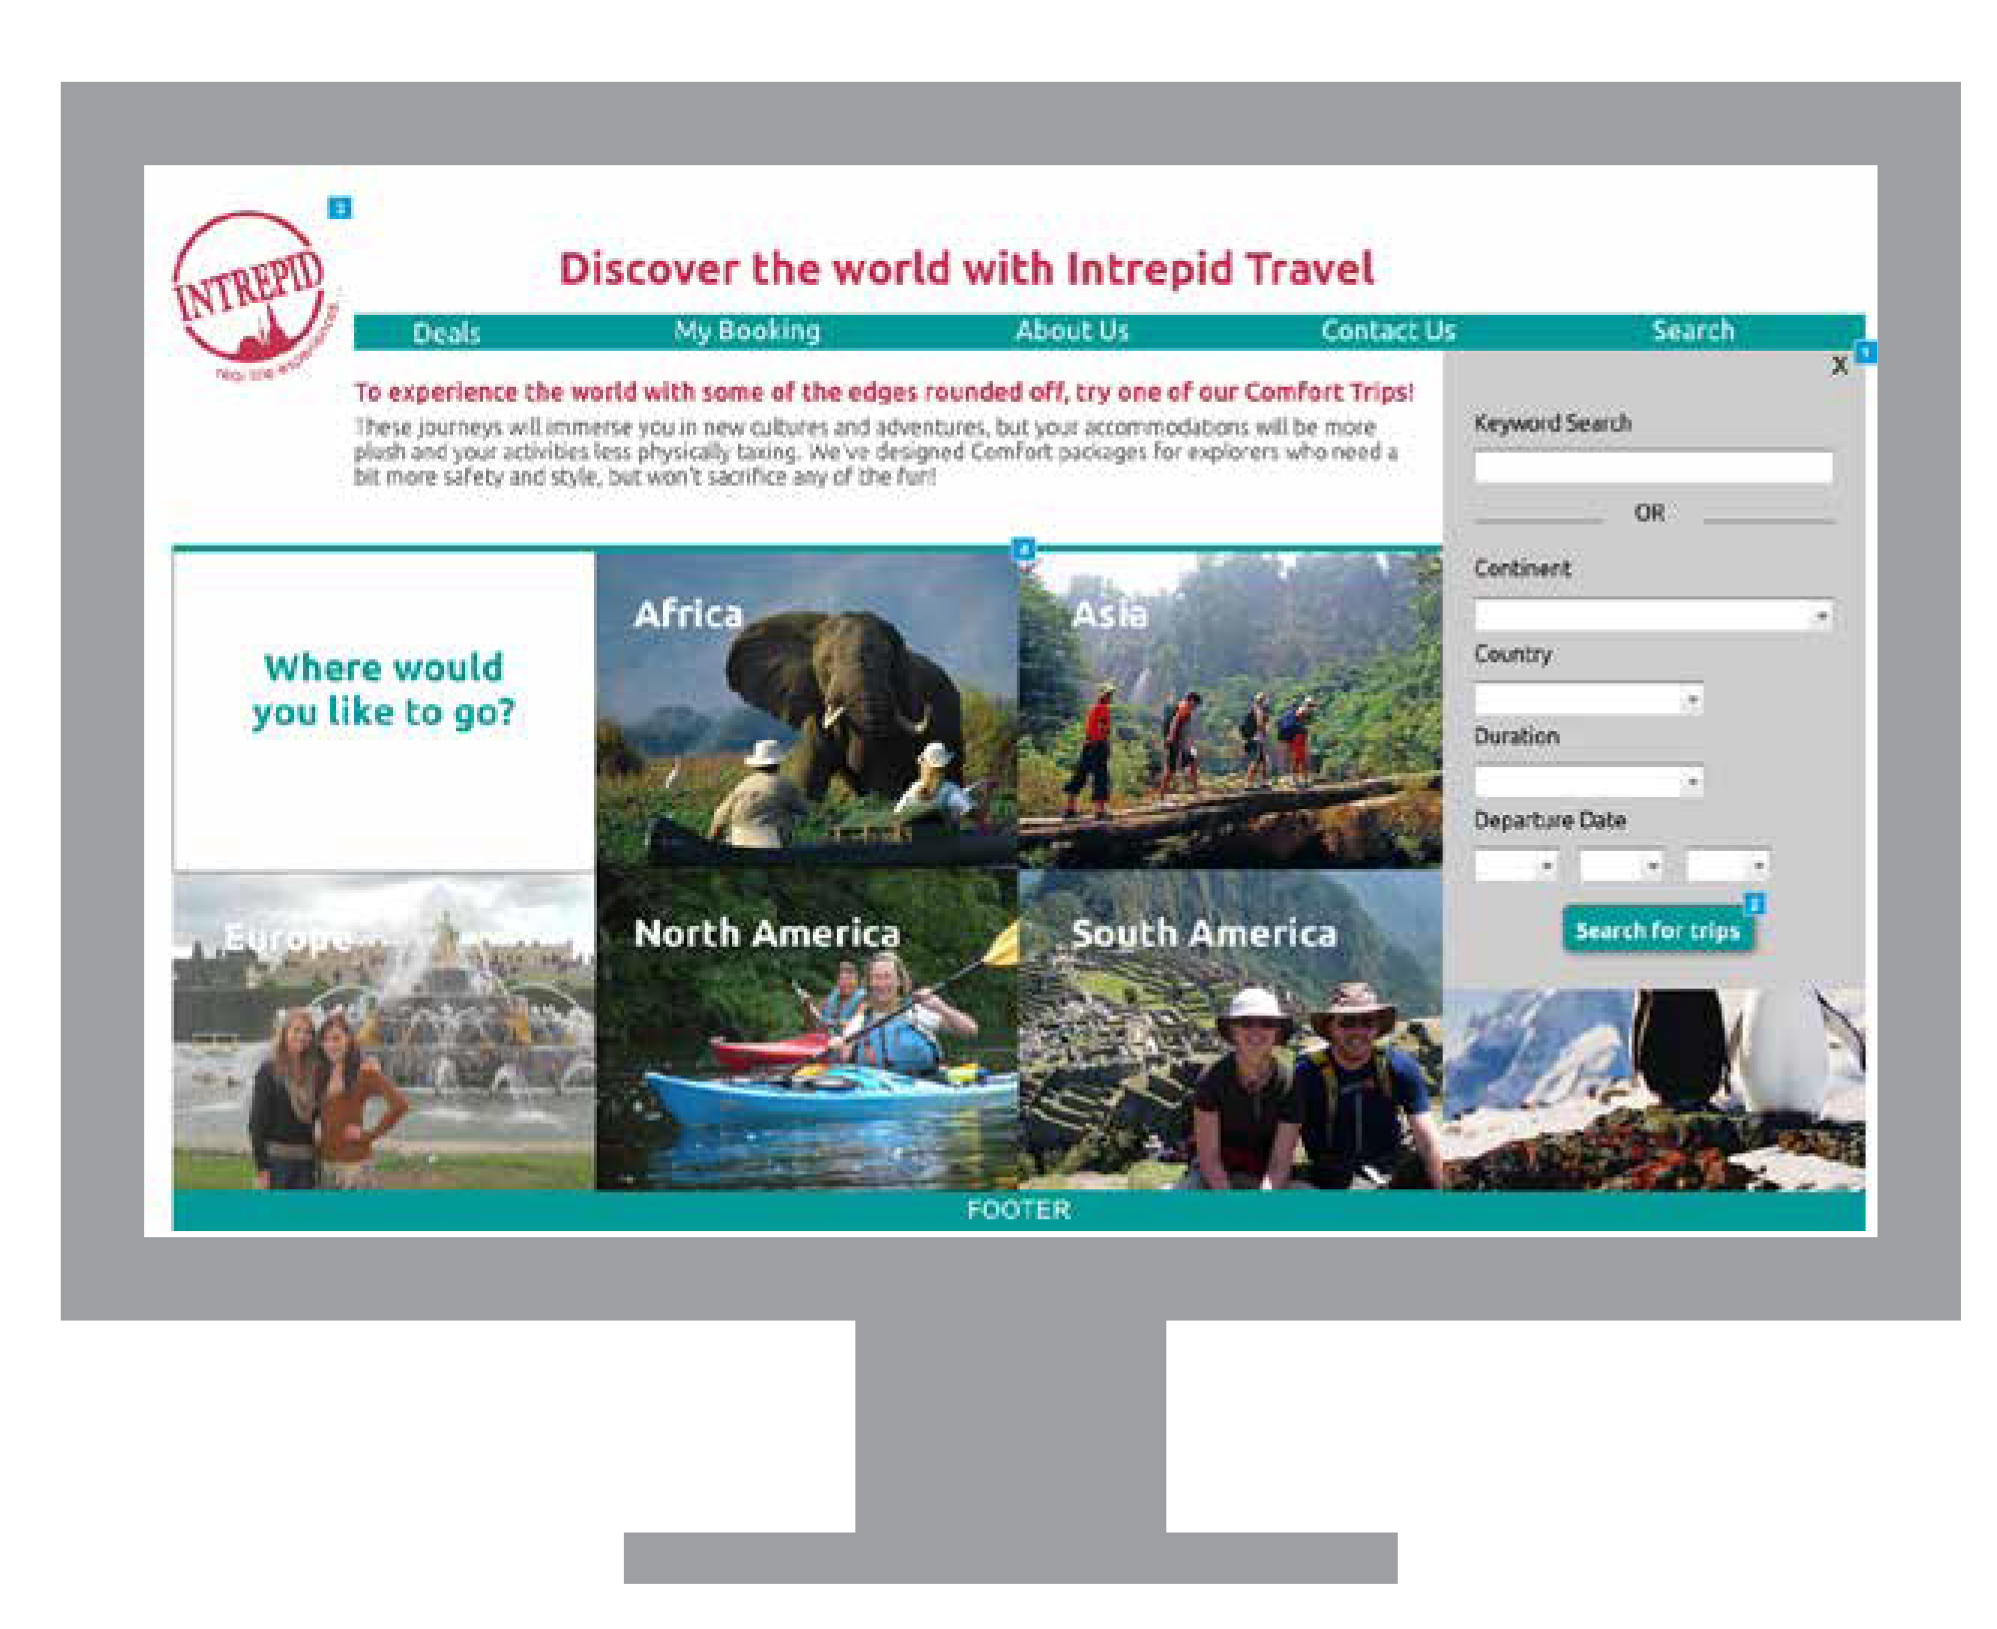 INTREPID
Discover the world with Intrepid Travel
Deals
My Booking
About Us
Contact Us
Search
X
1
To experience the world with some of the edges rounded off, try one of our Comfort Trips!
These journeys will immerse you in new cultures and adventures, but your accommodations will be more
plush and your activities less physically taxing. We've designed Comfort packages for explorers who need a
bit more safety and style, but won't sacrifice any of the fun!
Keyword Search
OR
Continent
Country
Duration
Departure Date
2
Search for trips
Where would
you like to go?
Africa
Asia
Europe
North America
South America
FOOTER